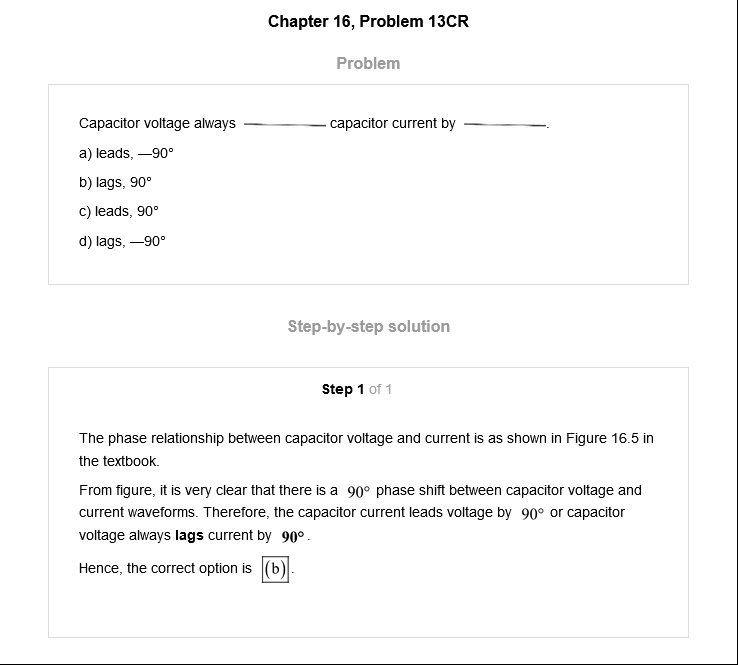 Chapter 16, Problem 13CR
Problem
Capacitor voltage always ________ capacitor current by ________.
a) leads, —90°
b) lags, 90°
c) leads, 90°
d) lags, —90°
Step-by-step solution
Step 1 of 1
The phase relationship between capacitor voltage and current is as shown in Figure 16.5 in
the textbook.
From figure, it is very clear that there is a 90° phase shift between capacitor voltage and
current waveforms. Therefore, the capacitor current leads voltage by 90° or capacitor
voltage always lags current by 90°.
Hence, the correct option is (b).